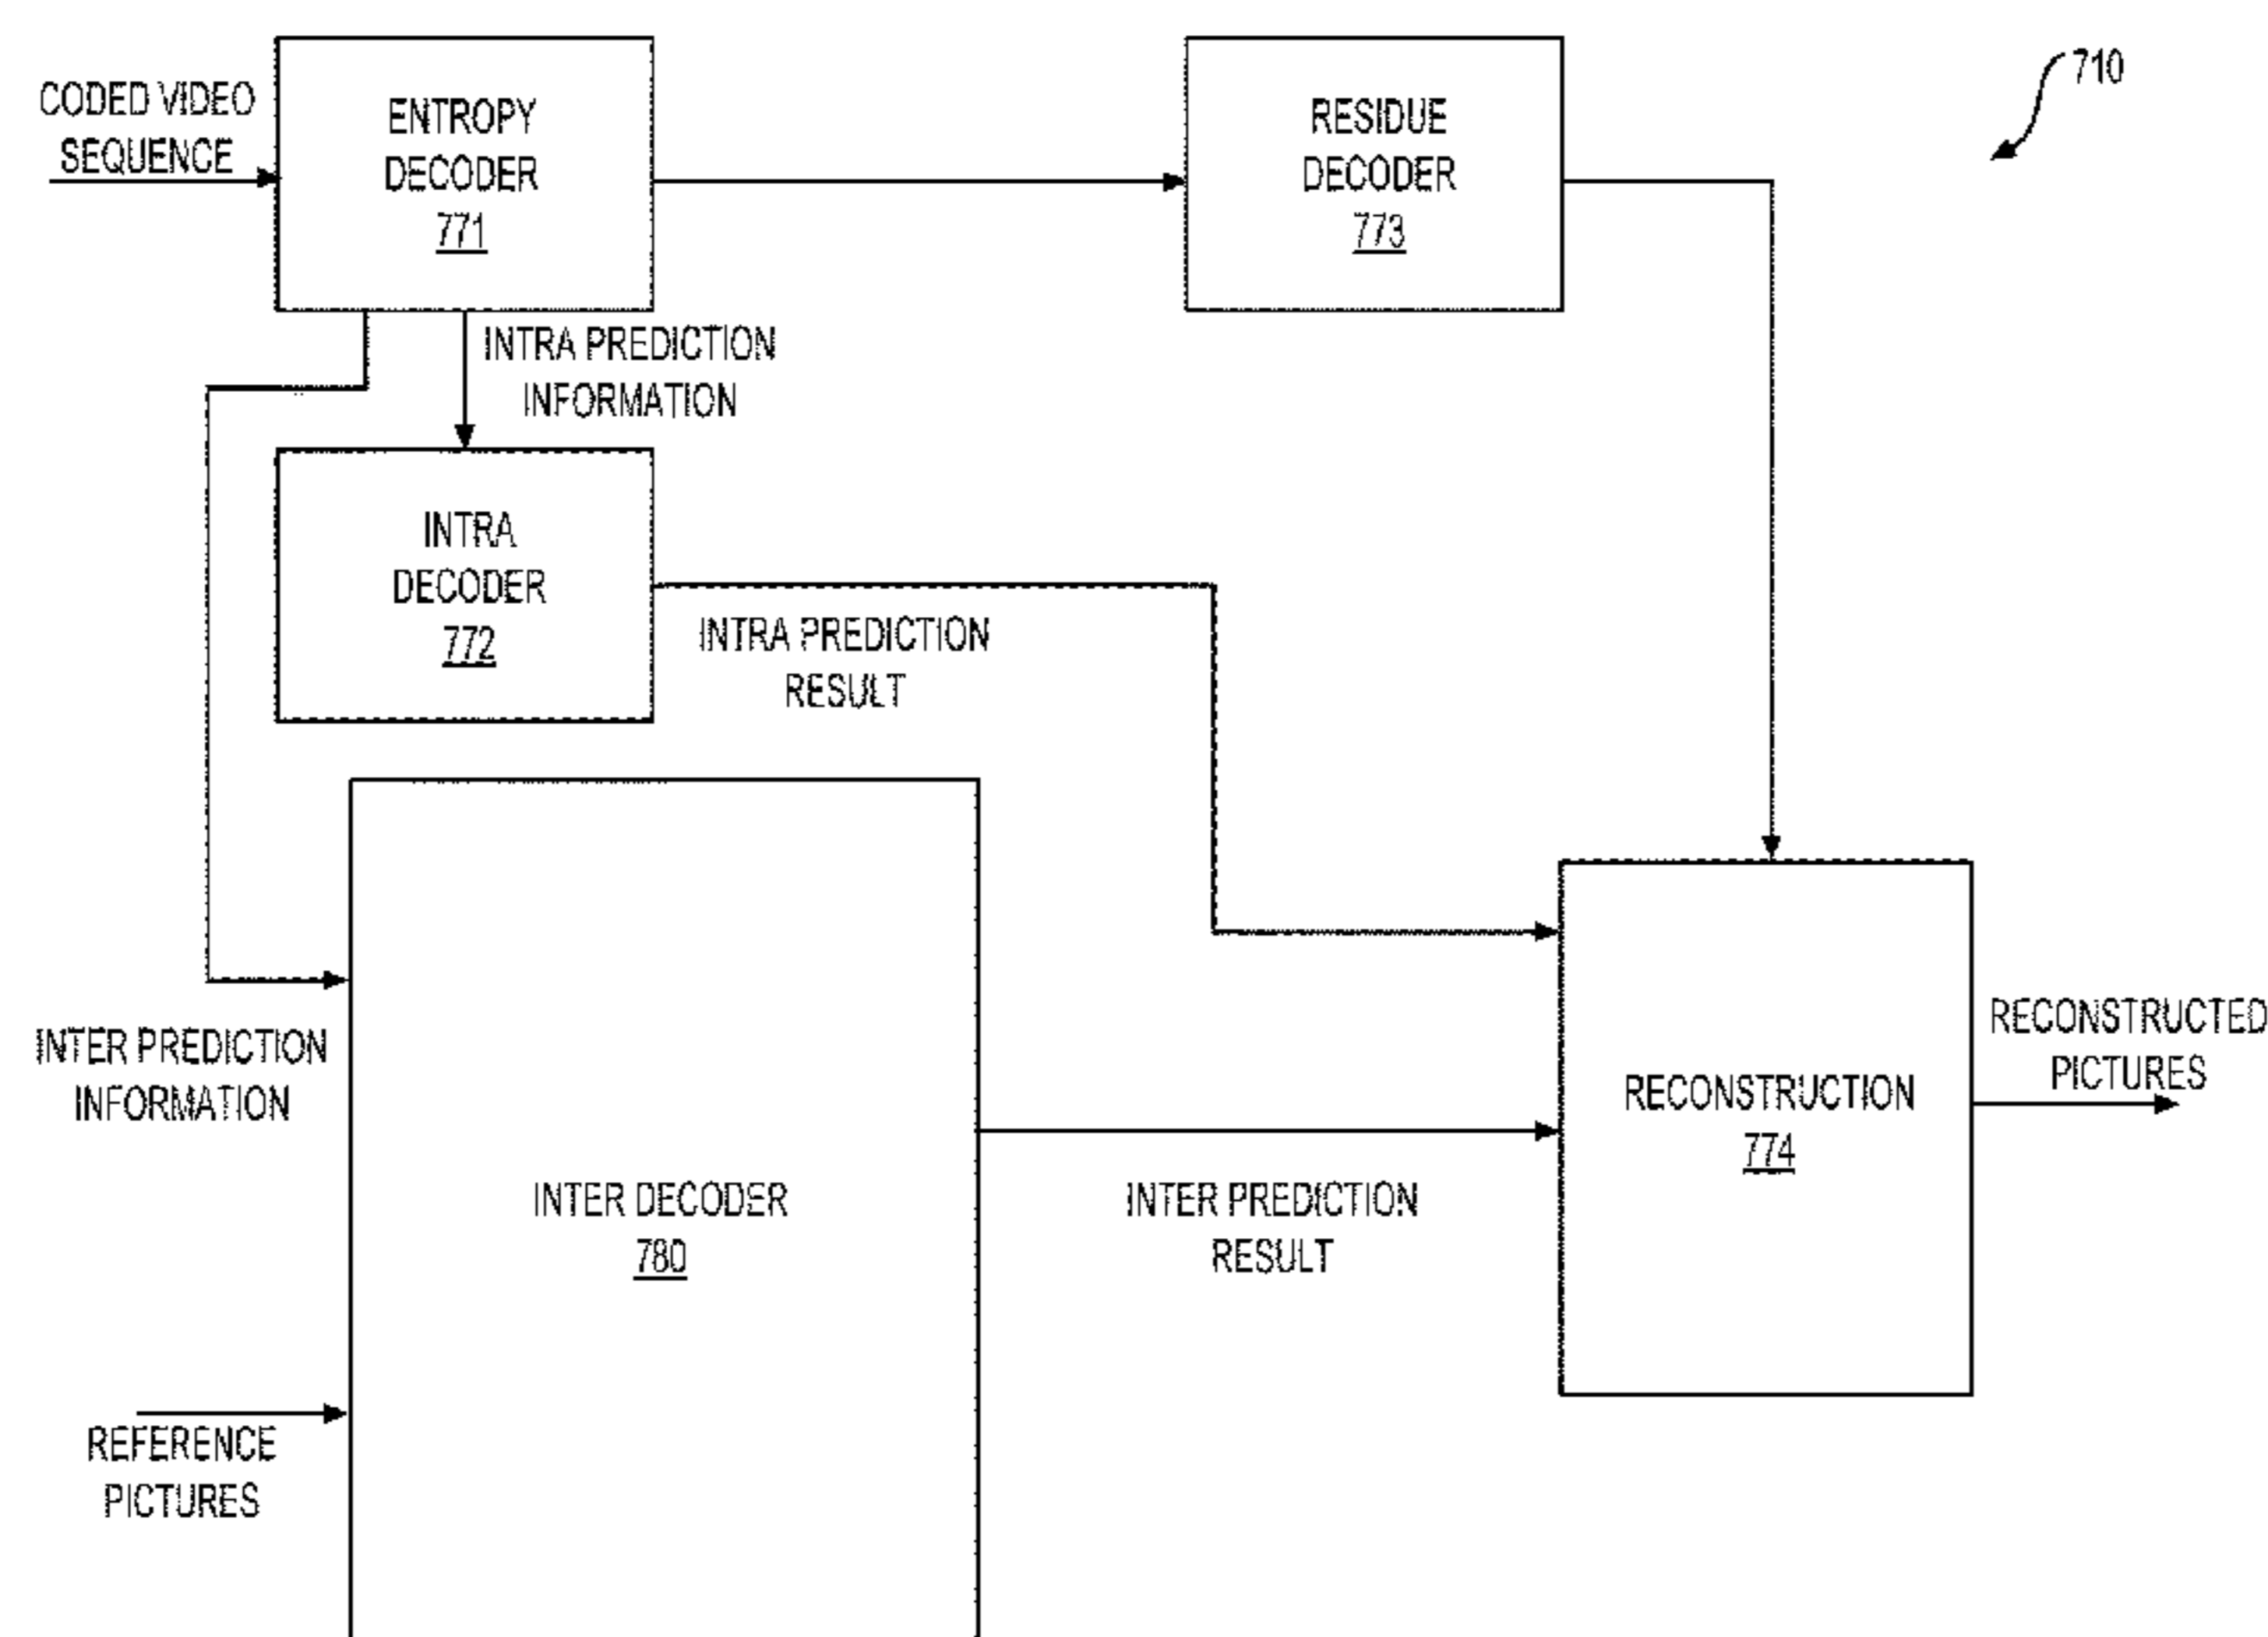 CODED VIDEO
SEQUENCE
ENTROPY
DECODER
771
RESIDUE
DECODER
773
710
INTRA PREDICTION
INFORMATION
INTRA
DECODER
772
INTRA PREDICTION
RESULT
INTER PREDICTION
INFORMATION
INTER DECODER
780
INTER PREDICTION
RESULT
RECONSTRUCTION
774
RECONSTRUCTED
PICTURES
REFERENCE
PICTURES